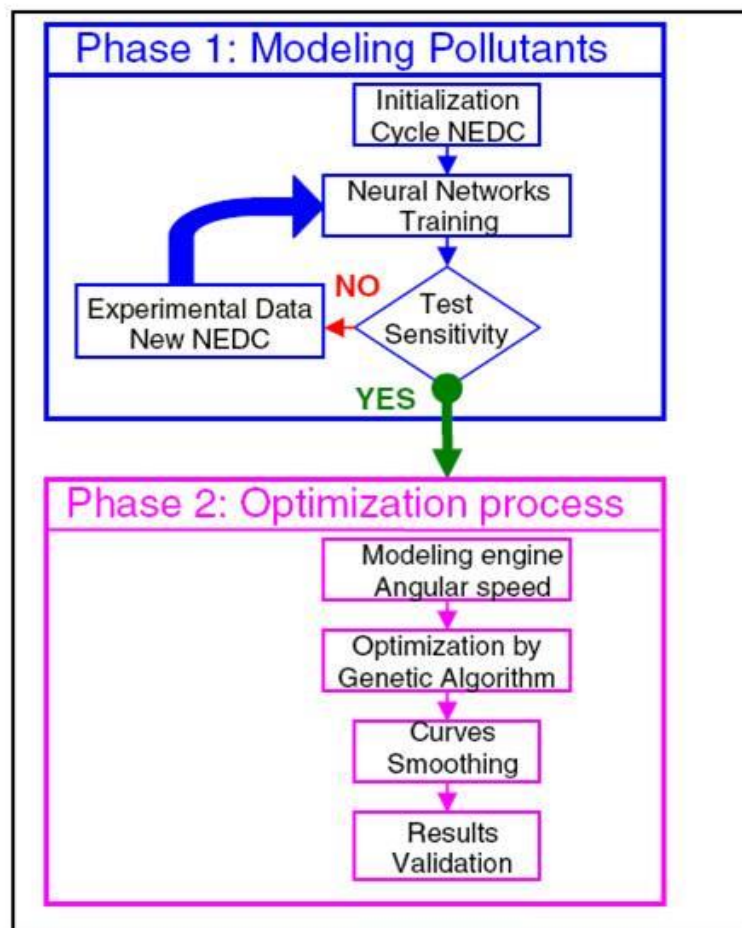 Phase 1: Modeling Pollutants
Initialization
Cycle NEDC
Neural Networks
Training
Experimental Data
New NEDC
NO
Test
Sensitivity
YES
Phase 2: Optimization process
Modeling engine
Angular speed
Optimization by
Genetic Algorithm
Curves
Smoothing
Results
Validation